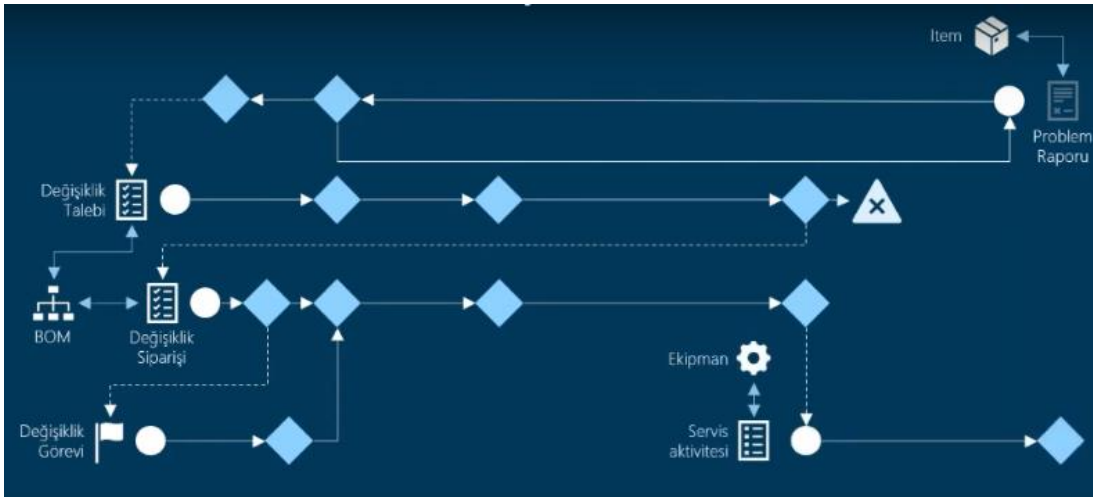 Item
Problem
Raporu
Değişiklik
Talebi
BOM
Değişiklik
Siparişi
Ekipman
Değişiklik
Görevi
Servis
aktivitesi